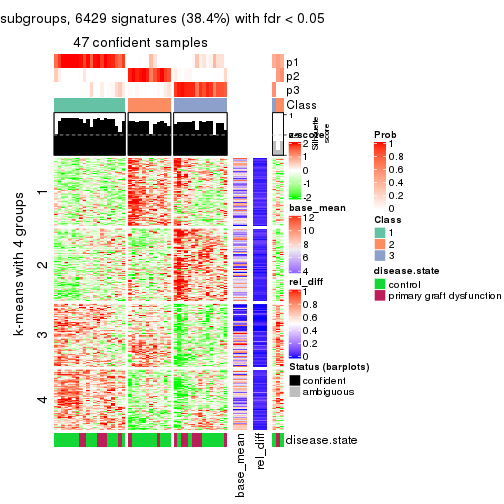 subgroups, 6429 signatures (38.4%) with fdr < 0.05
47 confident samples
p1
p2
p3
Class
1
Silhouette
score
z-score
2
1
0
-1
-2
base_mean
12
10
8
6
4
rel_diff
1
0.8
0.6
0.4
0.2
0
Status (barplots)
confident
ambiguous
Prob
1
0.8
0.6
0.4
0.2
0
Class
1
2
3
disease.state
control
primary graft dysfunction
k-means with 4 groups
1
2
3
4
disease.state
base_mean
rel_diff